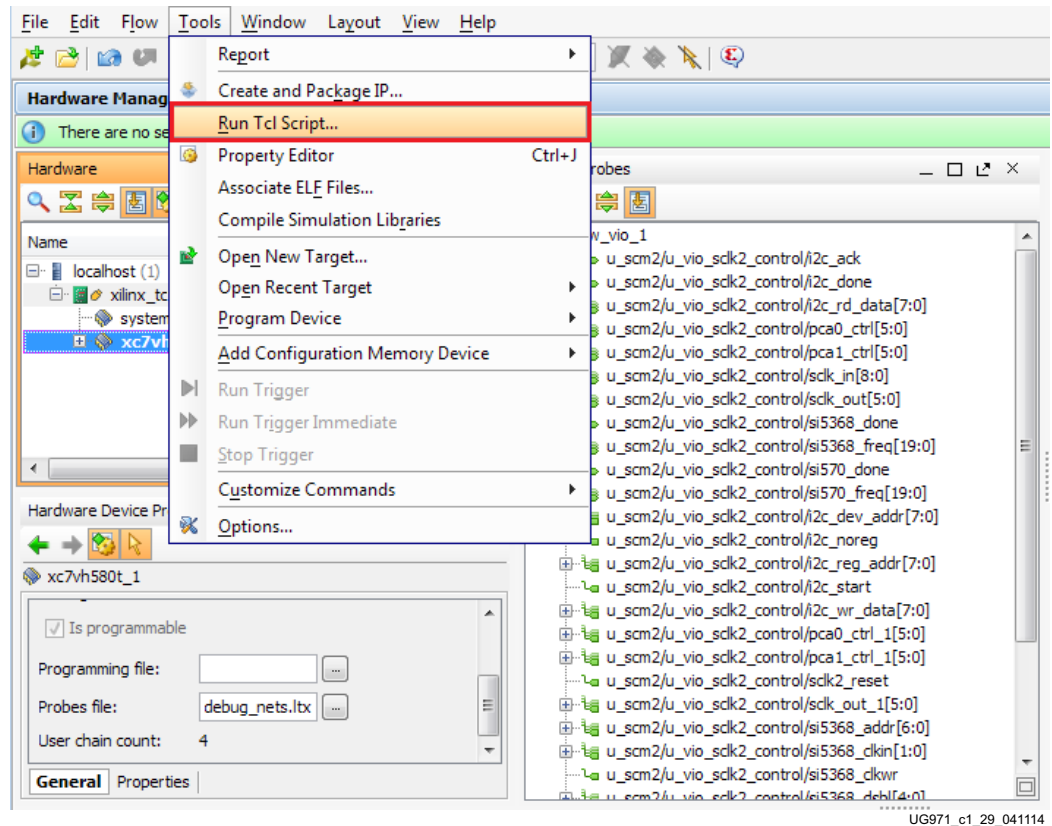 File Edit Flow Tools Window Layout View Help
Report
Create and Package IP...
Run Tcl Script...
Property Editor Ctrl+J
Associate ELF Files...
Compile Simulation Libraries
Open New Target...
Open Recent Target
Program Device
Add Configuration Memory Device
Run Trigger
Run Trigger Immediate
Stop Trigger
Customize Commands
Options...
Hardware Manag
There are no se
Hardware
Name
localhost (1)
xilinx_tc
system
xc7vh
Hardware Device Pr
xc7vh580t_1
Is programmable
Programming file: ...
Probes file: debug_nets.ltx ...
User chain count: 4
General Properties
robes
w_vio_1
u_scm2/u_vio_sclk2_control/i2c_ack
u_scm2/u_vio_sclk2_control/i2c_done
u_scm2/u_vio_sclk2_control/i2c_rd_data[7:0]
u_scm2/u_vio_sclk2_control/pca0_ctrl[5:0]
u_scm2/u_vio_sclk2_control/pca1_ctrl[5:0]
u_scm2/u_vio_sclk2_control/sclk_in[8:0]
u_scm2/u_vio_sclk2_control/sclk_out[5:0]
u_scm2/u_vio_sclk2_control/si5368_done
u_scm2/u_vio_sclk2_control/si5368_freq[19:0]
u_scm2/u_vio_sclk2_control/si570_done
u_scm2/u_vio_sclk2_control/si570_freq[19:0]
u_scm2/u_vio_sclk2_control/i2c_dev_addr[7:0]
u_scm2/u_vio_sclk2_control/i2c_noreg
u_scm2/u_vio_sclk2_control/i2c_reg_addr[7:0]
u_scm2/u_vio_sclk2_control/i2c_start
u_scm2/u_vio_sclk2_control/i2c_wr_data[7:0]
u_scm2/u_vio_sclk2_control/pca0_ctrl_1[5:0]
u_scm2/u_vio_sclk2_control/pca1_ctrl_1[5:0]
u_scm2/u_vio_sclk2_control/sclk2_reset
u_scm2/u_vio_sclk2_control/sclk_out_1[5:0]
u_scm2/u_vio_sclk2_control/si5368_addr[6:0]
u_scm2/u_vio_sclk2_control/si5368_clkin[1:0]
u_scm2/u_vio_sclk2_control/si5368_clkwr
u_scm2/u_vio_sclk2_control/si5368_dsbl[4:0]
UG971_c1_29_041114